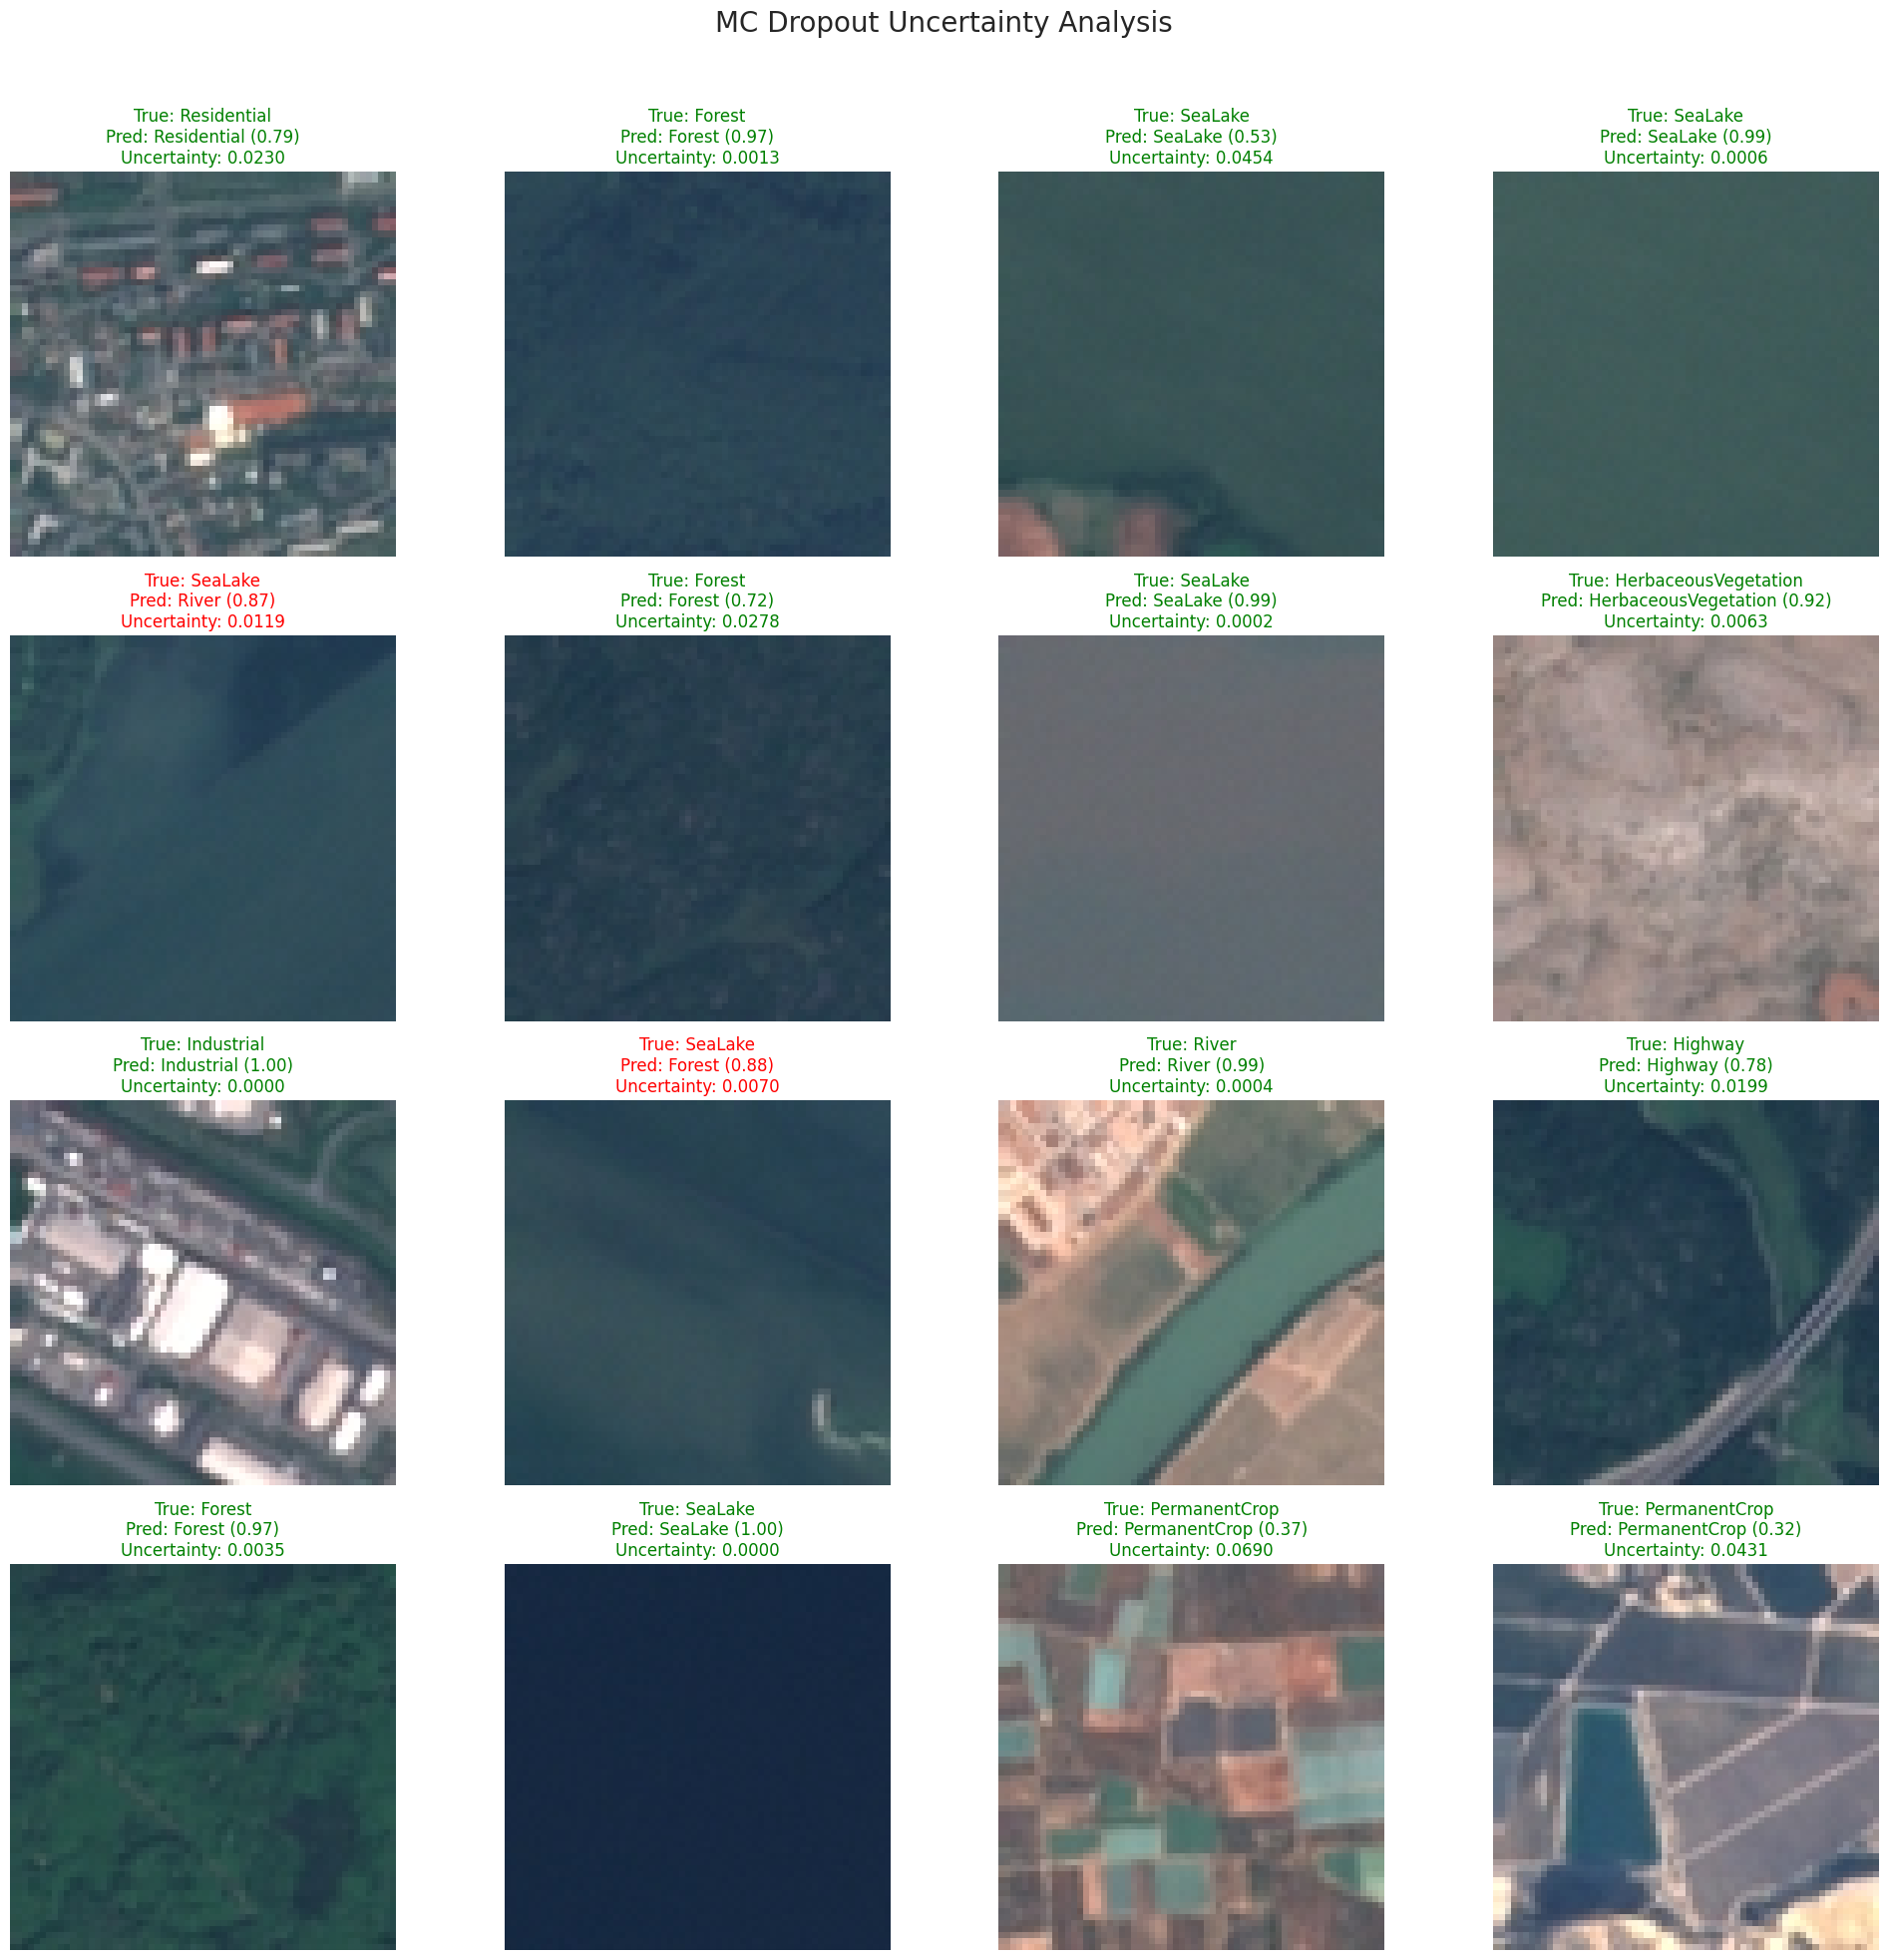 MC Dropout Uncertainty Analysis
True: Residential
Pred: Residential (0.79)
Uncertainty: 0.0230
True: Forest
Pred: Forest (0.97)
Uncertainty: 0.0013
True: SeaLake
Pred: SeaLake (0.53)
Uncertainty: 0.0454
True: SeaLake
Pred: SeaLake (0.99)
Uncertainty: 0.0006
True: SeaLake
Pred: River (0.87)
Uncertainty: 0.0119
True: Forest
Pred: Forest (0.72)
Uncertainty: 0.0278
True: SeaLake
Pred: SeaLake (0.99)
Uncertainty: 0.0002
True: HerbaceousVegetation
Pred: HerbaceousVegetation (0.92)
Uncertainty: 0.0063
True: Industrial
Pred: Industrial (1.00)
Uncertainty: 0.0000
True: SeaLake
Pred: Forest (0.88)
Uncertainty: 0.0070
True: River
Pred: River (0.99)
Uncertainty: 0.0004
True: Highway
Pred: Highway (0.78)
Uncertainty: 0.0199
True: Forest
Pred: Forest (0.97)
Uncertainty: 0.0035
True: SeaLake
Pred: SeaLake (1.00)
Uncertainty: 0.0000
True: PermanentCrop
Pred: PermanentCrop (0.37)
Uncertainty: 0.0690
True: PermanentCrop
Pred: PermanentCrop (0.32)
Uncertainty: 0.0431